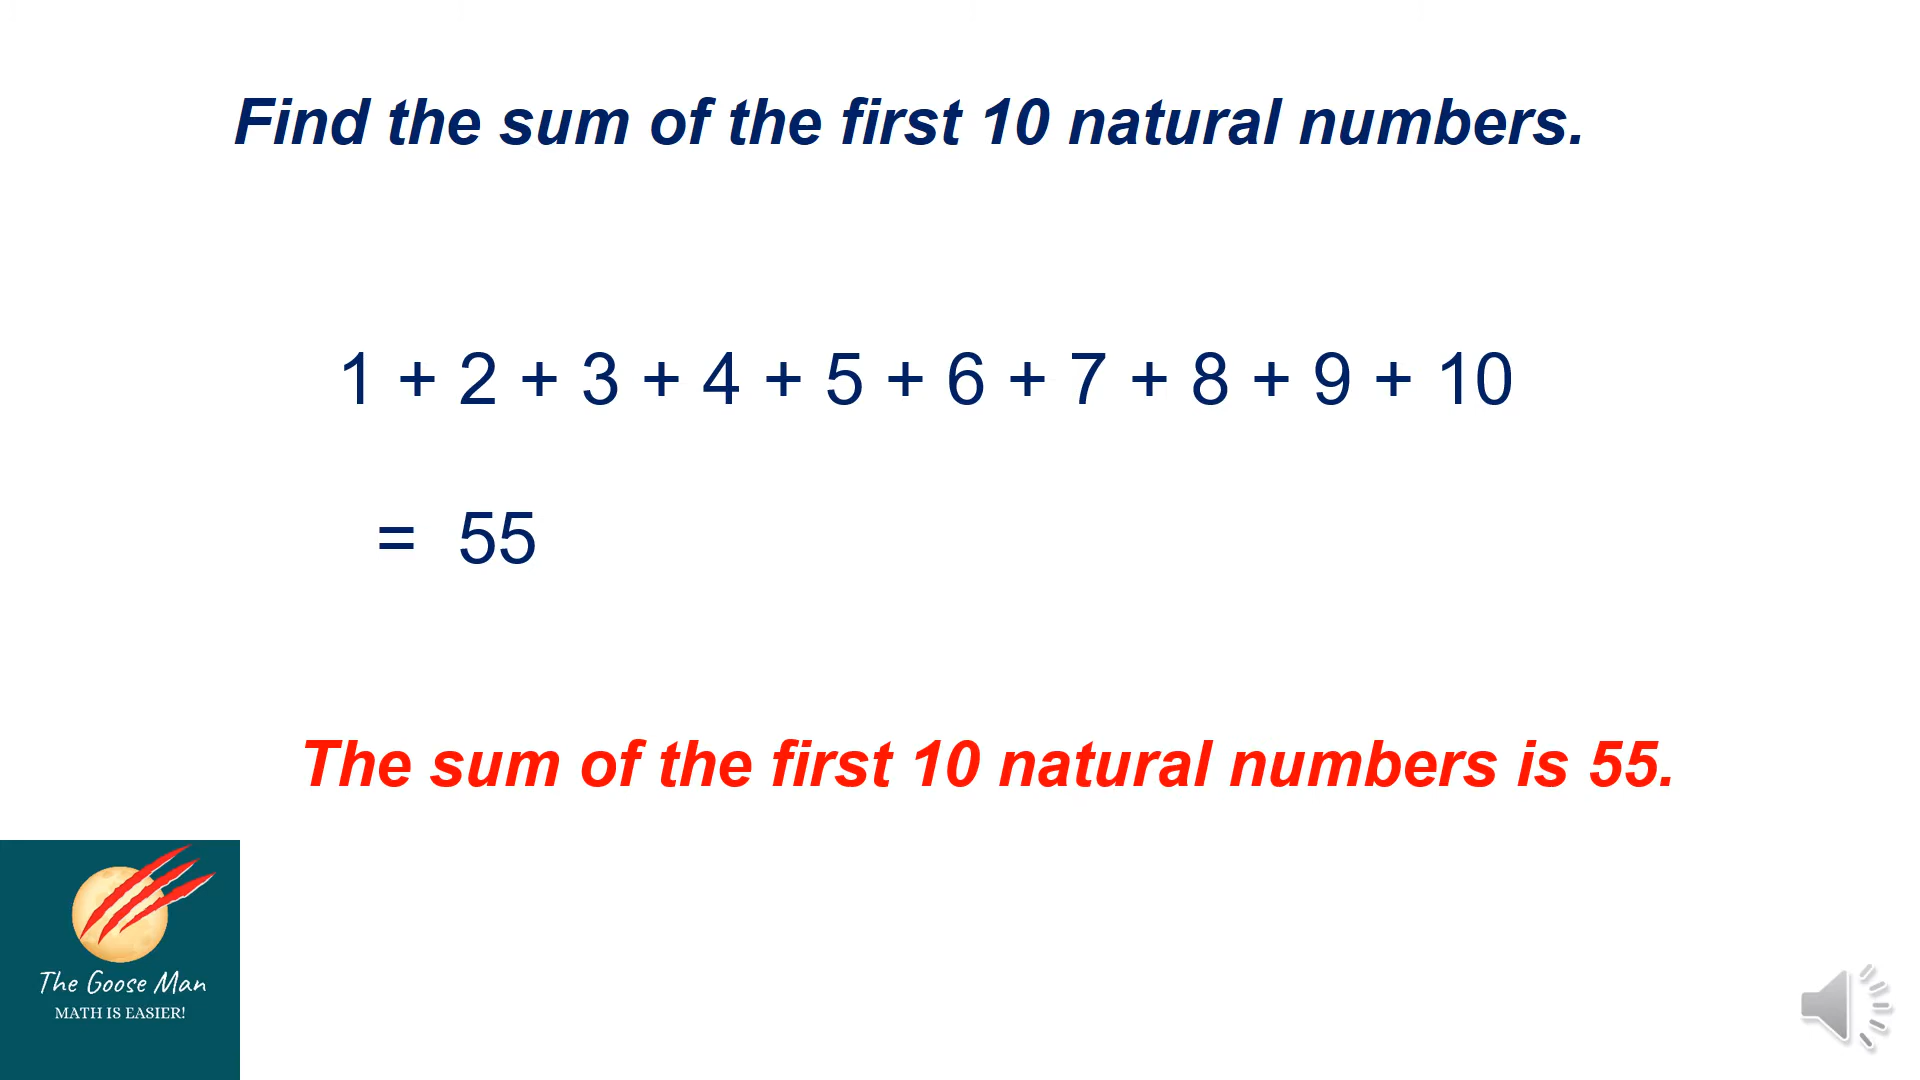 Find the sum of the first 10 natural numbers.
1 + 2 + 3 + 4 + 5 + 6 + 7 + 8 + 9 + 10
= 55
The sum of the first 10 natural numbers is 55.
The Goose Man
MATH IS EASIER!